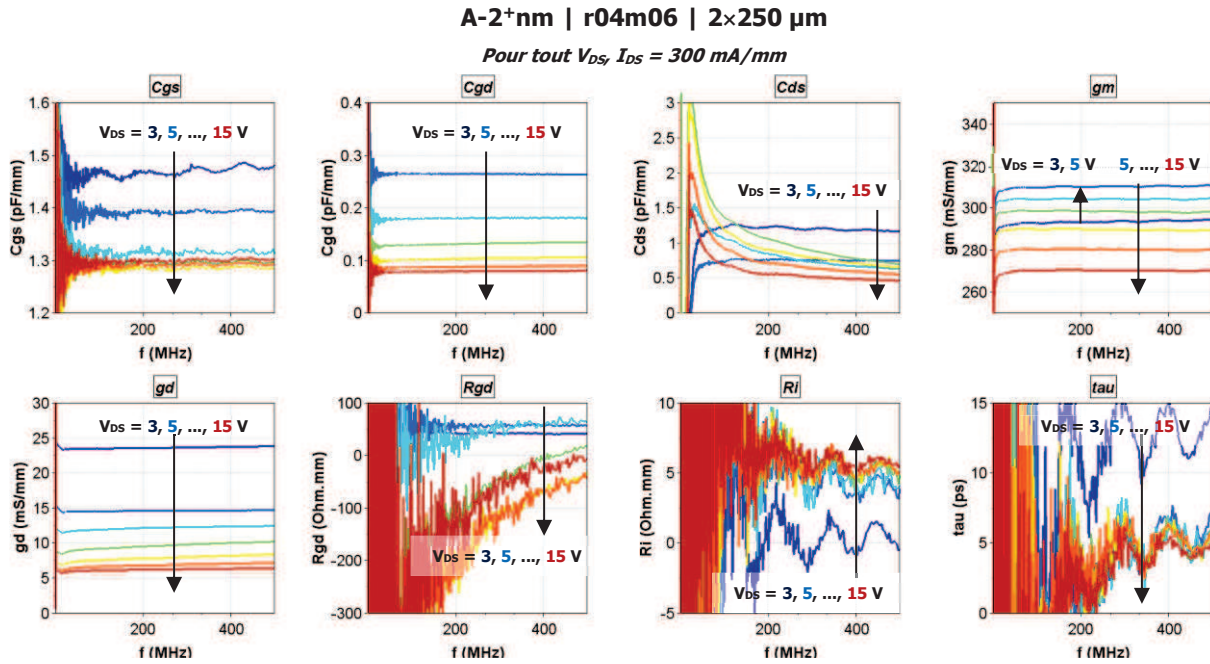 A-2⁺nm | r04m06 | 2×250 µm
Pour tout VDS, IDS = 300 mA/mm
Cgs
Cgs (pF/mm)
1.6
1.5
1.4
1.3
1.2
VDS = 3, 5, ..., 15 V
200 400
f (MHz)
Cgd
Cgd (pF/mm)
0.4
0.3
0.2
0.1
0
VDS = 3, 5, ..., 15 V
200 400
f (MHz)
Cds
Cds (pF/mm)
3
2.5
2
1.5
1
0.5
0
VDS = 3, 5, ..., 15 V
200 400
f (MHz)
gm
gm (mS/mm)
340
320
300
280
260
VDS = 3, 5 V 5, ..., 15 V
200 400
f (MHz)
gd
gd (mS/mm)
30
25
20
15
10
5
0
VDS = 3, 5, ..., 15 V
200 400
f (MHz)
Rgd
Rgd (Ohm.mm)
100
0
-100
-200
-300
VDS = 3, 5, ..., 15 V
200 400
f (MHz)
Ri
Ri (Ohm.mm)
10
5
0
-5
VDS = 3, 5, ..., 15 V
200 400
f (MHz)
tau
tau (ps)
15
10
5
0
VDS = 3, 5, ..., 15 V
200 400
f (MHz)